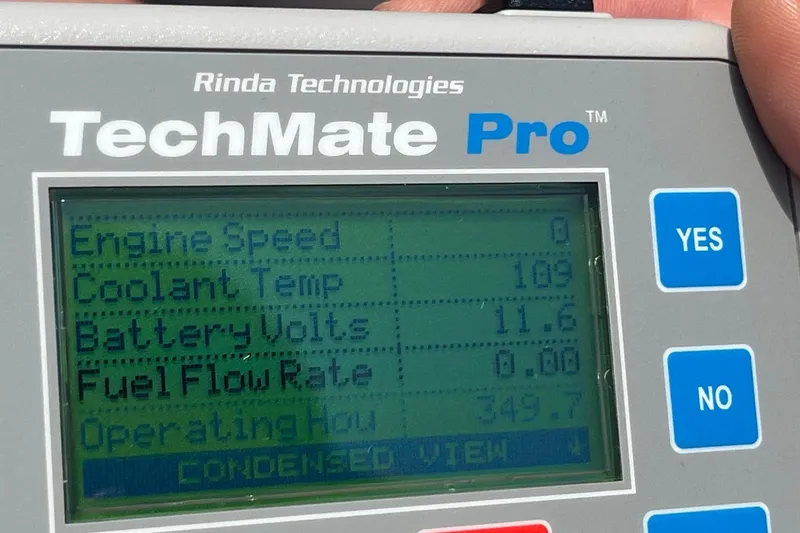 Rinda Technologies
TechMate Pro™
Engine Speed 0
Coolant Temp 109
Battery Volts 11.6
Fuel Flow Rate 0.00
Operating Hou 349.7
CONDENSED VIEW ↓
YES
NO